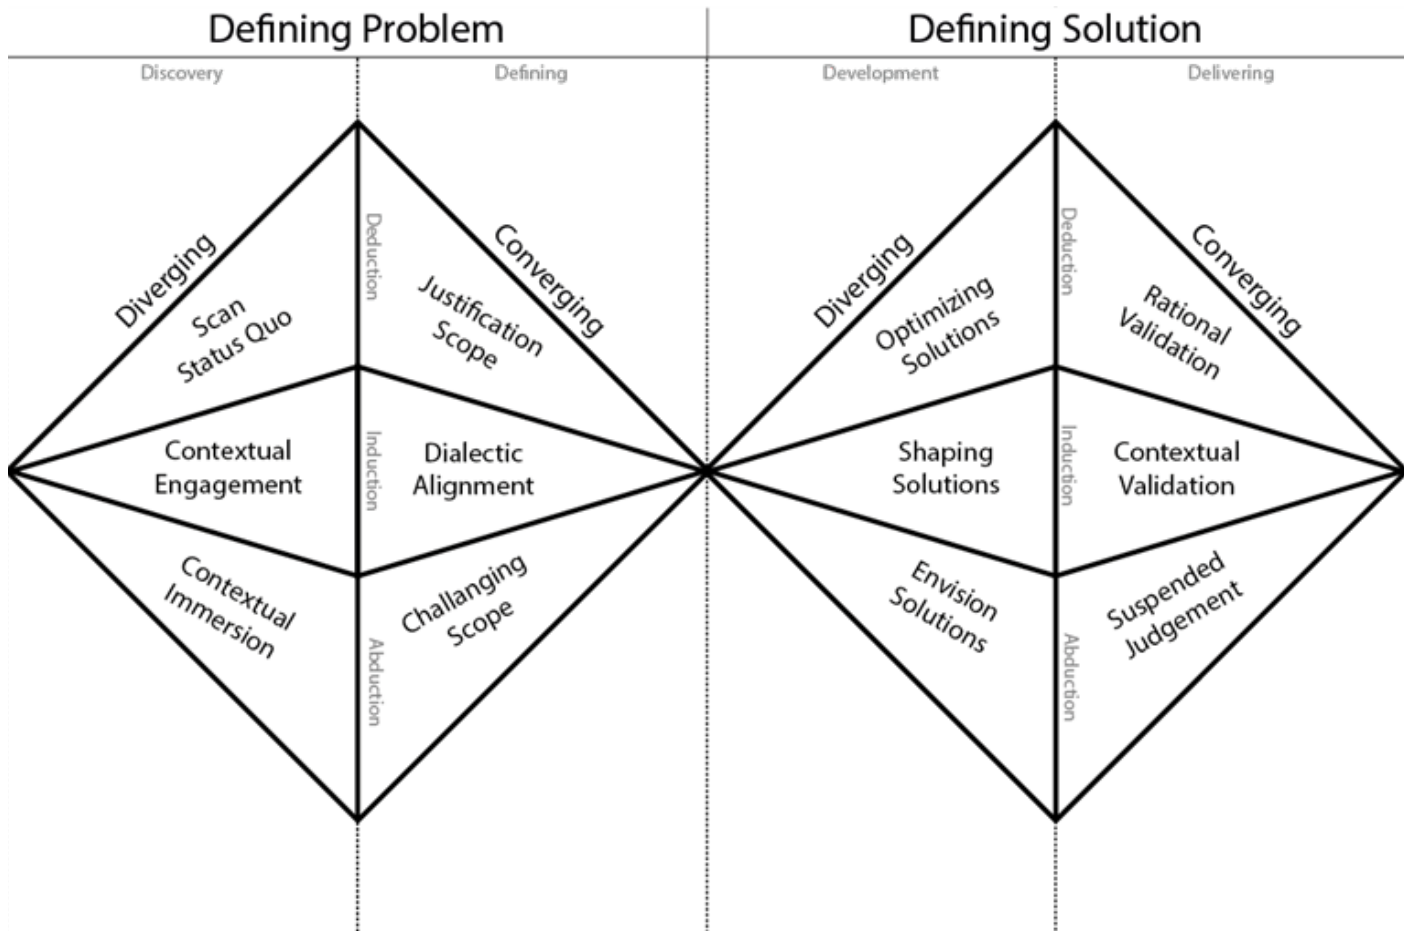 Defining Problem
Defining Solution
Discovery
Defining
Development
Delivering
Diverging
Scan
Status Quo
Deduction
Converging
Justification
Scope
Contextual
Engagement
Induction
Dialectic
Alignment
Contextual
Immersion
Abduction
Challanging
Scope
Diverging
Optimizing
Solutions
Deduction
Converging
Rational
Validation
Shaping
Solutions
Induction
Contextual
Validation
Envision
Solutions
Abduction
Suspended
Judgement